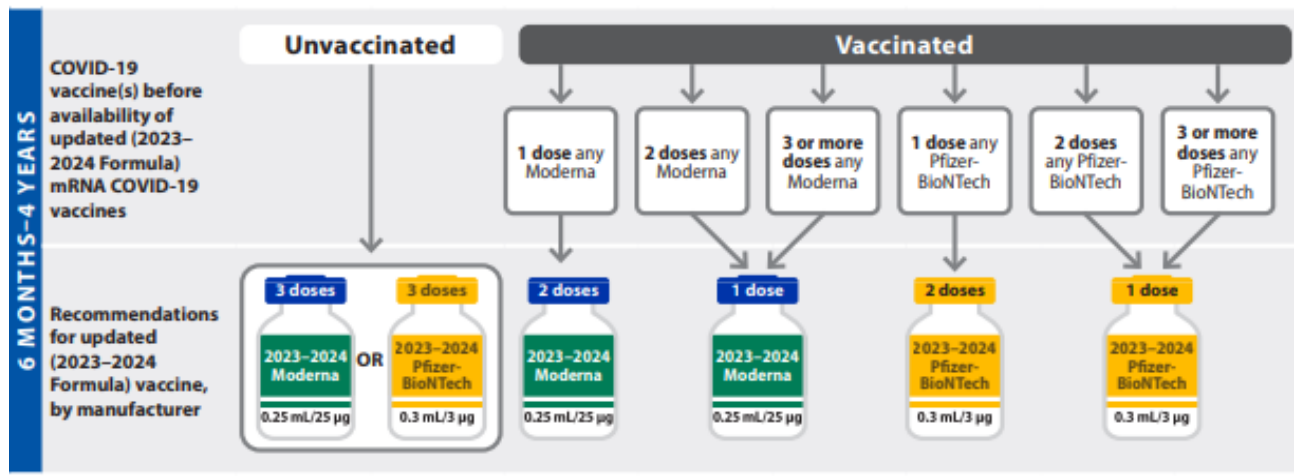 6 MONTHS–4 YEARS
COVID-19
vaccine(s) before
availability of
updated (2023–
2024 Formula)
mRNA COVID-19
vaccines
Unvaccinated
Vaccinated
1 dose any
Moderna
2 doses any
Moderna
3 or more
doses any
Moderna
1 dose any
Pfizer-
BioNTech
2 doses
any Pfizer-
BioNTech
3 or more
doses any
Pfizer-
BioNTech
Recommendations
for updated
(2023–2024
Formula) vaccine,
by manufacturer
3 doses
2023–2024
Moderna
0.25 mL/25 µg
OR
3 doses
2023–2024
Pfizer-
BioNTech
0.3 mL/3 µg
2 doses
2023–2024
Moderna
0.25 mL/25 µg
1 dose
2023–2024
Moderna
0.25 mL/25 µg
2 doses
2023–2024
Pfizer-
BioNTech
0.3 mL/3 µg
1 dose
2023–2024
Pfizer-
BioNTech
0.3 mL/3 µg